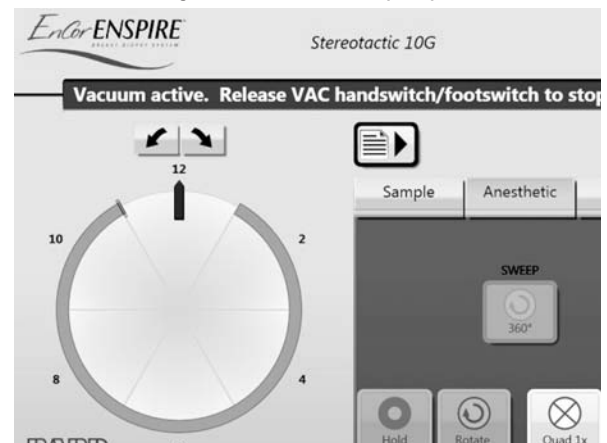 EnCor ENSPIRE
BREAST BIOPSY SYSTEM
Stereotactic 10G
Vacuum active. Release VAC handswitch/footswitch to stop
12
Sample
Anesthetic
10
2
SWEEP
360°
8
4
Hold
Rotate
Quad 1x